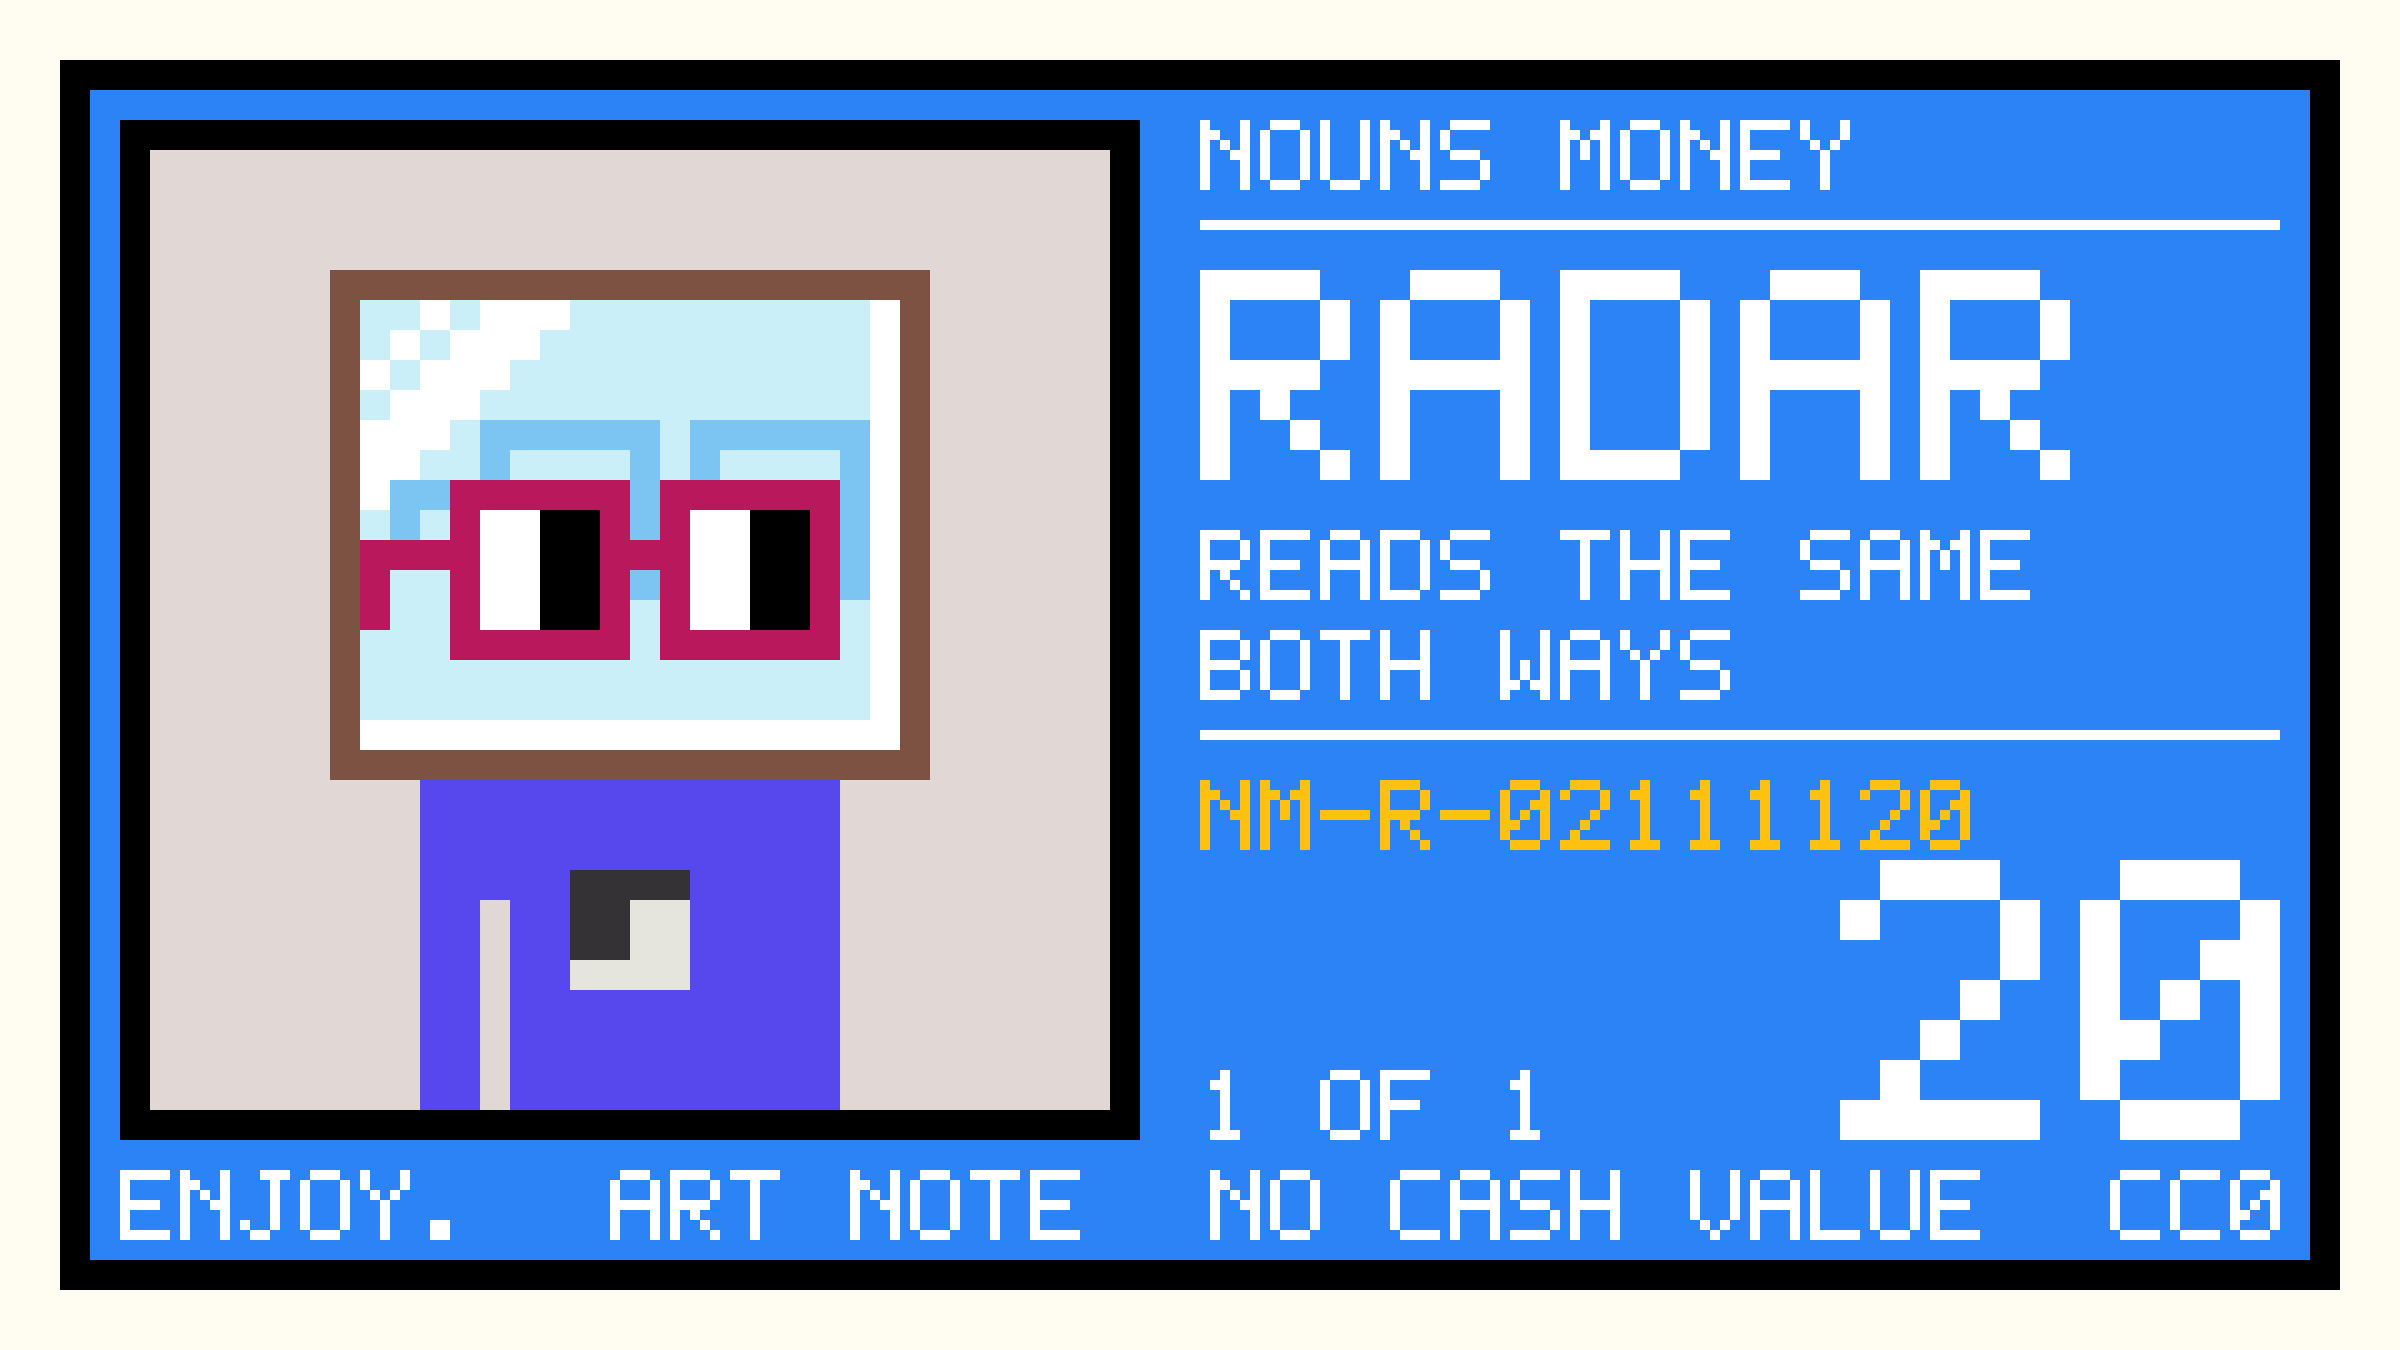 NOUNS MONEY
RADAR
READS THE SAME
BOTH WAYS
NM-R-02111120
20
1 OF 1
ENJOY. ART NOTE NO CASH VALUE CC0